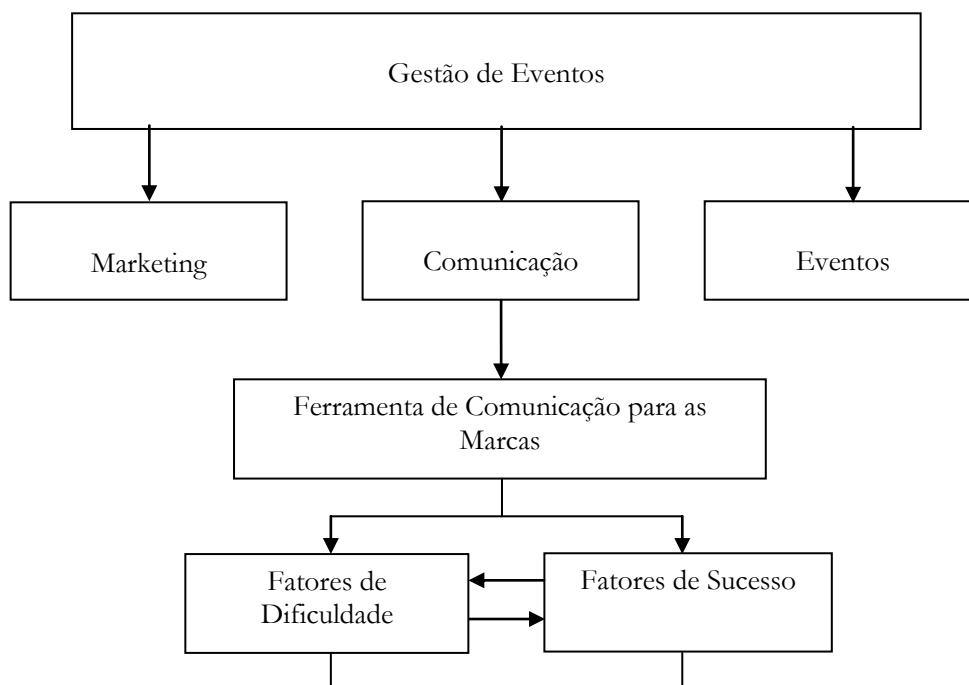 Gestão de Eventos
Marketing
Comunicação
Eventos
Ferramenta de Comunicação para as
Marcas
Fatores de
Dificuldade
Fatores de Sucesso